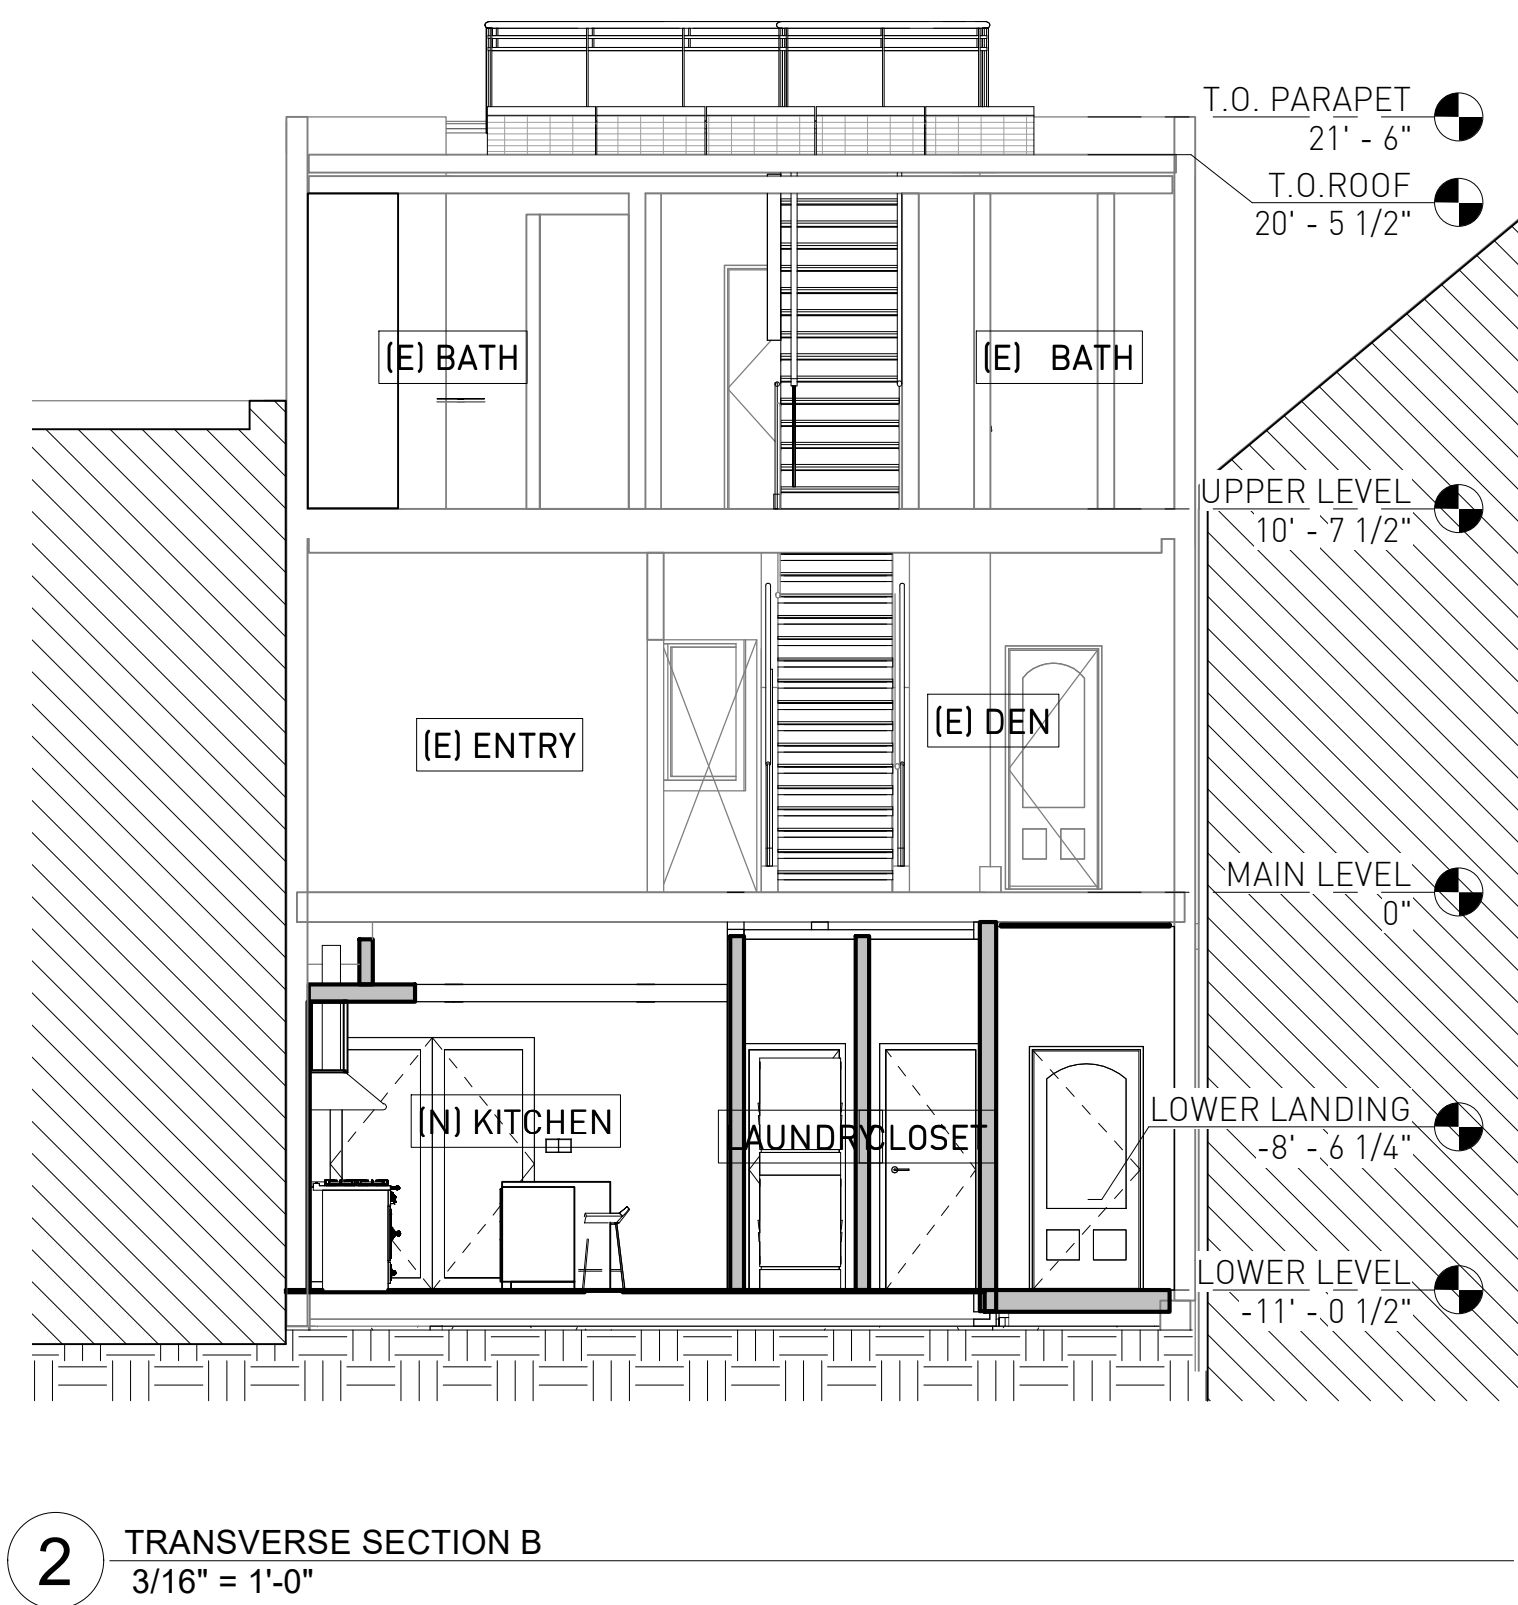 T.O. PARAPET
21' - 6"
T.O.ROOF
20' - 5 1/2"
(E) BATH
(E) BATH
UPPER LEVEL
10' - 7 1/2"
(E) ENTRY
(E) DEN
MAIN LEVEL
0"
(N) KITCHEN
LAUNDRY
CLOSET
LOWER LANDING
-8' - 6 1/4"
LOWER LEVEL
-11' - 0 1/2"
2
TRANSVERSE SECTION B
3/16" = 1'-0"